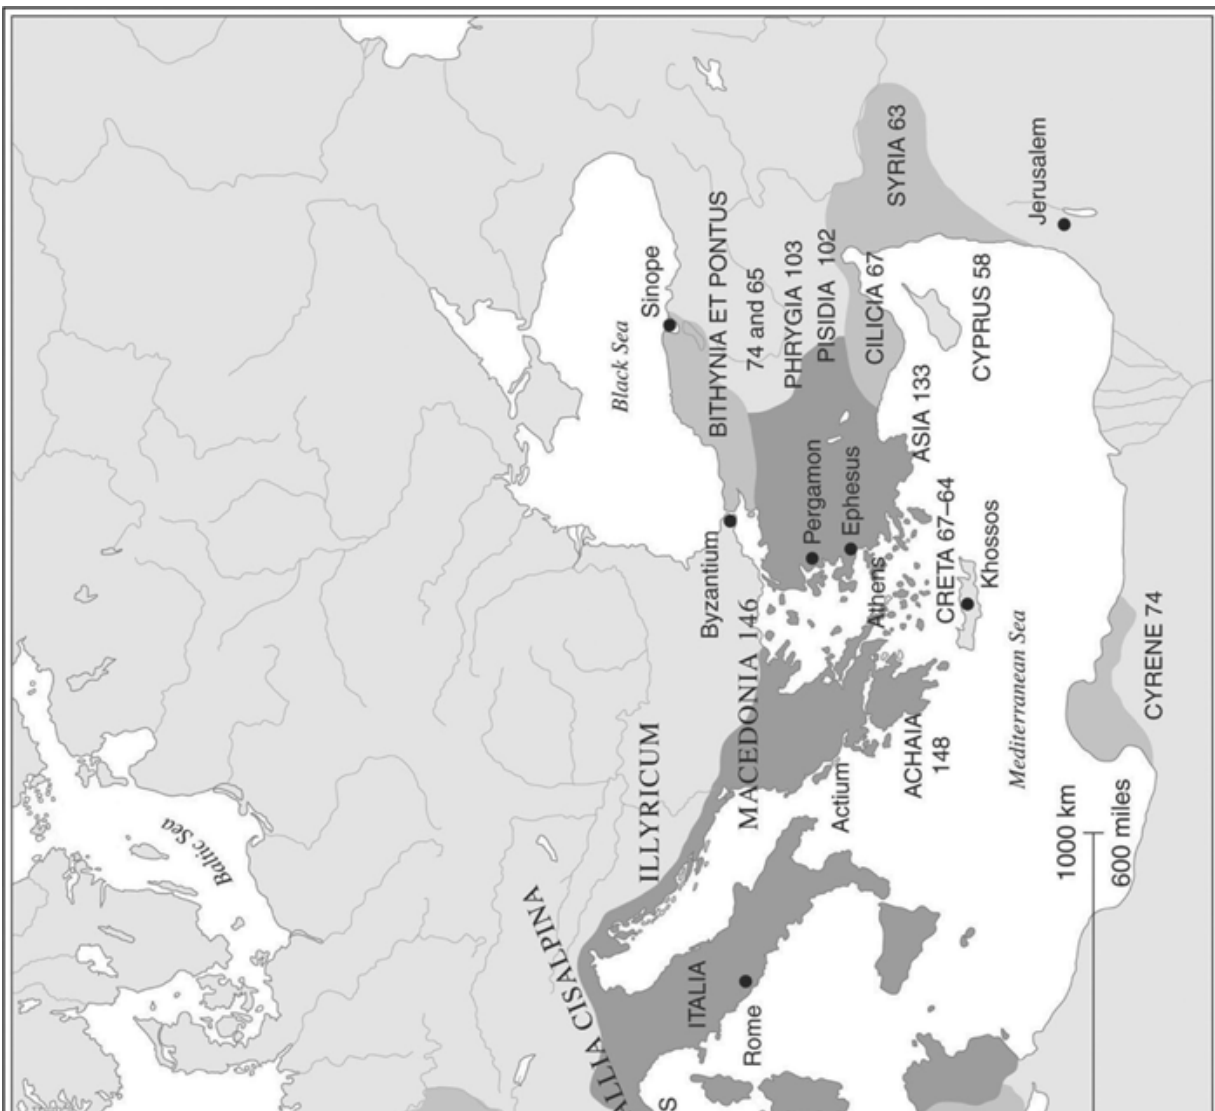 SYRIA 63
Jerusalem
Sinope
BITHYNIA ET PONTUS
74 and 65
PHRYGIA 103
PISIDIA 102
CILICIA 67
CYPRUS 58
Black Sea
ASIA 133
Pergamon
Ephesus
Byzantium
Athens
CRETA 67–64
Khossos
MACEDONIA 146
Mediterranean Sea
CYRENE 74
ILLYRICUM
ACHAIA
148
Actium
Baltic Sea
1000 km
600 miles
ALLIA CISALPINA
ITALIA
Rome
S